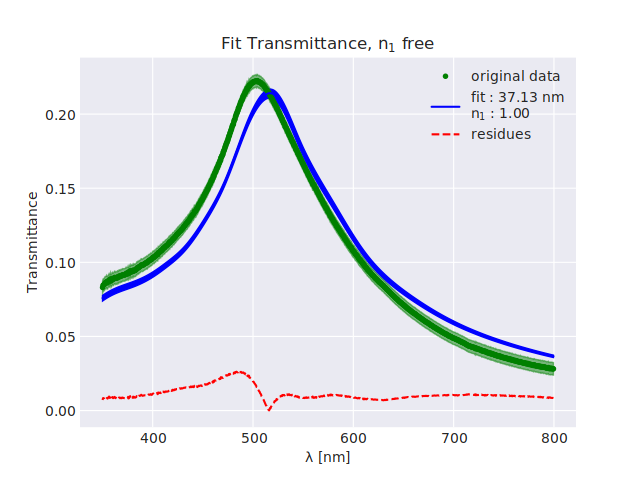 Fit Transmittance, n₁ free
original data
fit : 37.13 nm
n₁ : 1.00
residues
Transmittance
0.20
0.15
0.10
0.05
0.00
400 500 600 700 800
λ [nm]